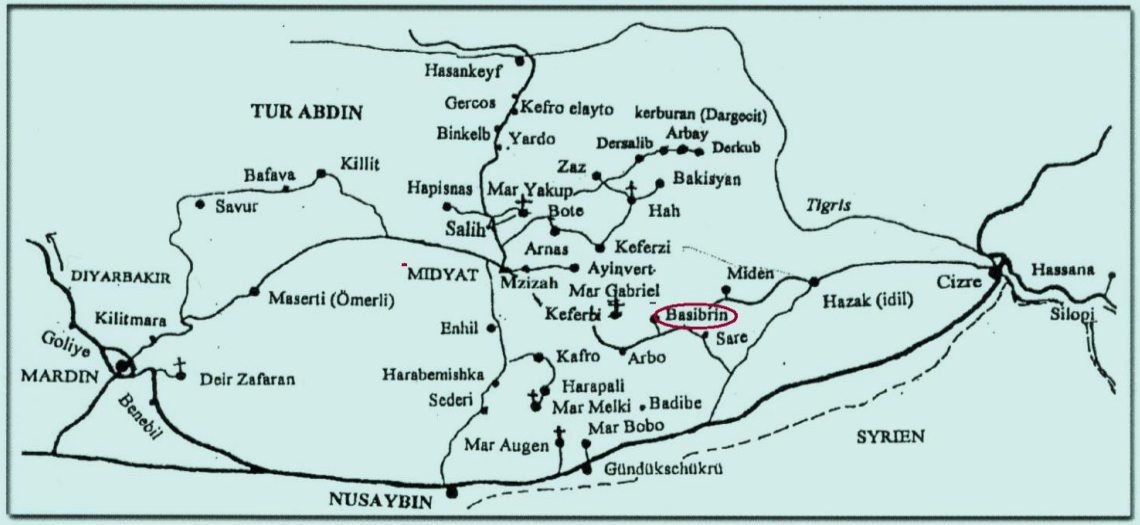 Hasankeyf
Gercos
Kefro elayto
TUR ABDIN
kerburan (Dargecit)
Binkelb
Yardo
Dersalib
Arbay
Derkub
Killit
Zaz
Bafava
Bakisyan
Hapisnas
Mar Yakup
Savur
Bote
Hah
Tigris
Salih
Arnas
Keferzi
DIYARBAKIR
MIDYAT
Mzizah
Ayinvert
Miden
Hassana
Cizre
Maserti (Ömerli)
Mar Gabriel
Hazak (idil)
Kilitmara
Keferbi
Basibrin
Silopi
Enhil
Sare
Goliye
Kafro
Arbo
MARDIN
Deir Zafaran
Harabemishka
Harapali
Benebil
Sederi
Mar Melki
Badibe
Mar Bobo
Mar Augen
SYRIEN
Gündükschükrü
NUSAYBIN